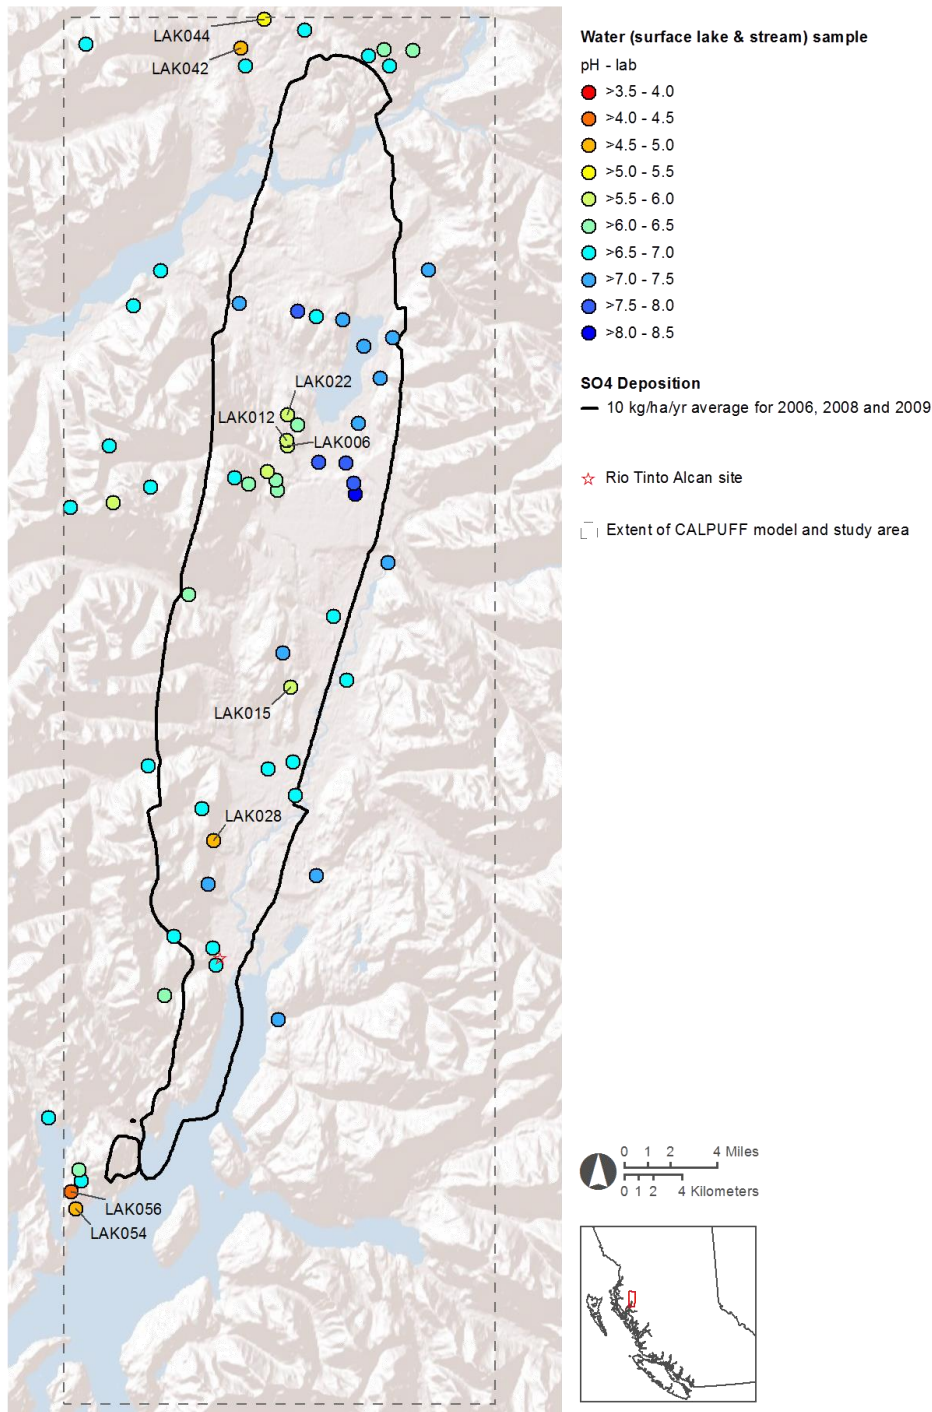 LAK044
LAK042
LAK022
LAK012
LAK006
LAK015
LAK028
LAK056
LAK054
Water (surface lake & stream) sample
pH - lab
>3.5 - 4.0
>4.0 - 4.5
>4.5 - 5.0
>5.0 - 5.5
>5.5 - 6.0
>6.0 - 6.5
>6.5 - 7.0
>7.0 - 7.5
>7.5 - 8.0
>8.0 - 8.5
SO4 Deposition
10 kg/ha/yr average for 2006, 2008 and 2009
Rio Tinto Alcan site
Extent of CALPUFF model and study area
0 1 2 4 Miles
0 1 2 4 Kilometers